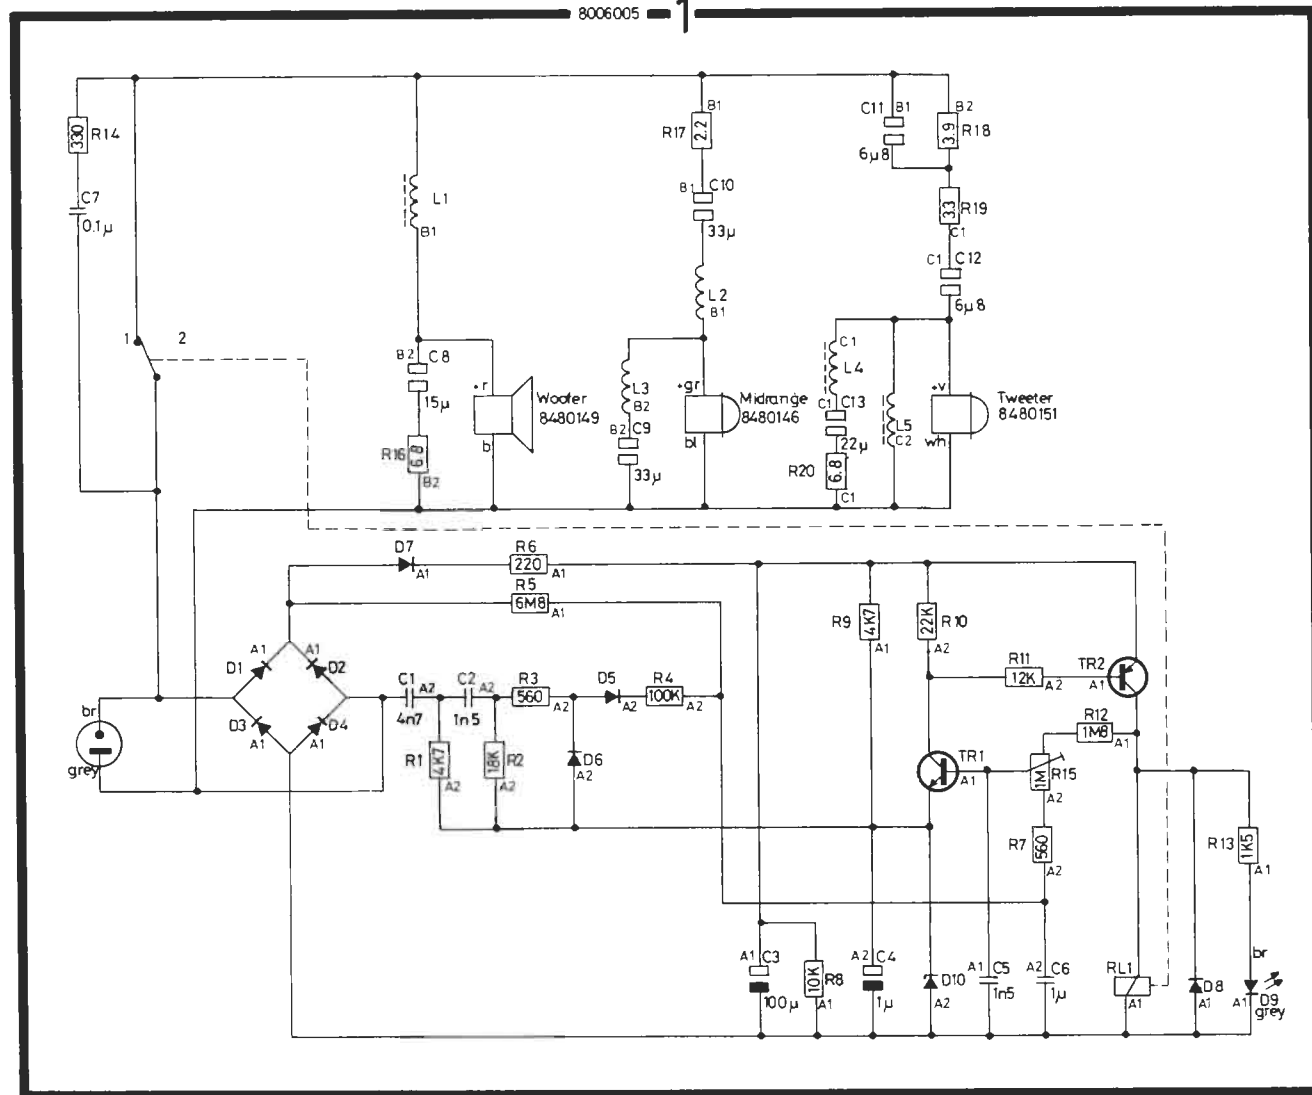 8006005 1
330 R14
C7
0.1µ
1 2
L1
B1
B2 C8
15µ
R16 6.8
B2
+r
b
Woofer
8480149
B1
R17 2.2
B1 C10
33µ
L2
B1
L3
B2
B2 C9
33µ
+gr
bl
Midrange
8480146
C11 B1
6µ8
B2
3.9 R18
3.3 R19
C1
C1 C12
6µ8
C1
L4
C1 C13
22µ
R20 6.8
C1
L5
C2
+v
wh
Tweeter
8480151
D7
A1
R6
220
A1
R5
6M8
A1
A1 A1
D1 D2
D3 D4
A1 A1
br
grey
C1 A2
4n7
C2 A2
1n5
R3
560
A2
D5
A2
R4
100K
A2
R1 4K7
A2
18K R2
A2
D6
A2
R9 4K7
A1
22K R10
A2
R11
12K
A2
TR2
A1
R12
1M8
A1
TR1
A1
1M R15
A2
R7 560
A2
R13 1K5
A1
A1 C3
100µ
10K R8
A1
A2 C4
1µ
D10
A2
A1 C5
1n5
A2 C6
1µ
RL1
A1
D8
A1
br
A1 D9
grey